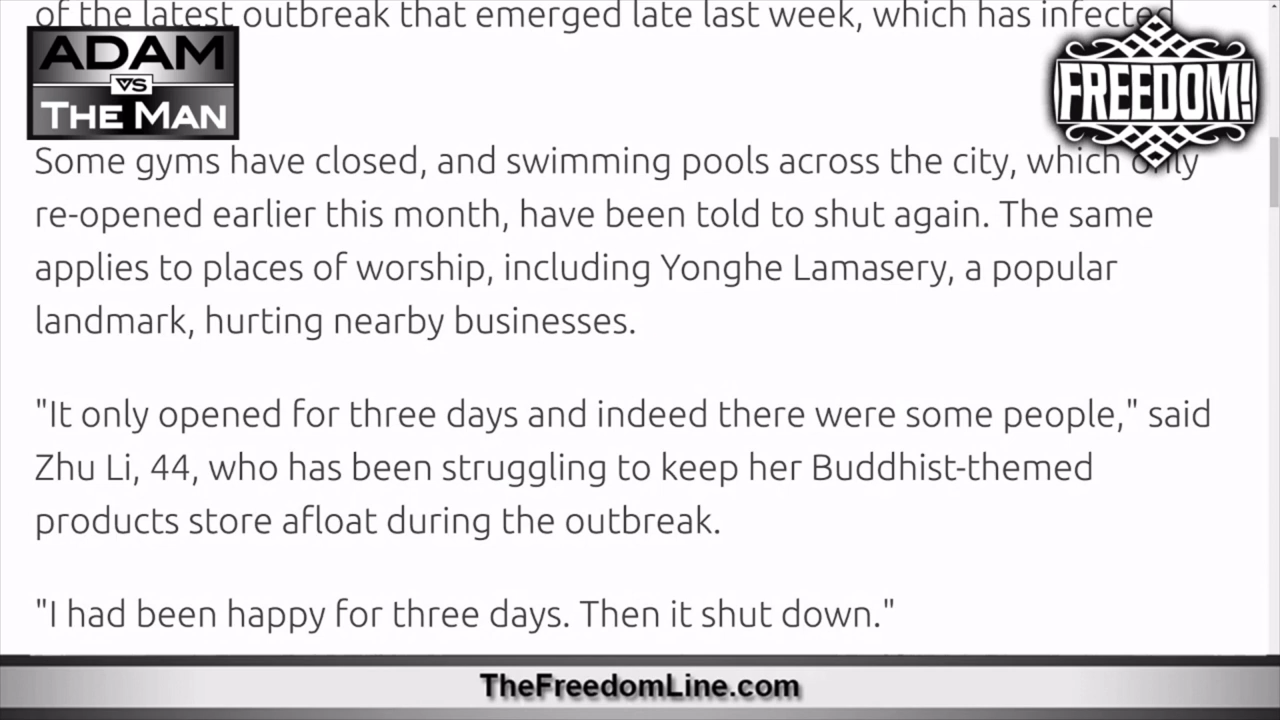 of the latest outbreak that emerged late last week, which has infected
ADAM
VS
THE MAN
FREEDOM!
Some gyms have closed, and swimming pools across the city, which only
re-opened earlier this month, have been told to shut again. The same
applies to places of worship, including Yonghe Lamasery, a popular
landmark, hurting nearby businesses.
"It only opened for three days and indeed there were some people," said
Zhu Li, 44, who has been struggling to keep her Buddhist-themed
products store afloat during the outbreak.
"I had been happy for three days. Then it shut down."
TheFreedomLine.com